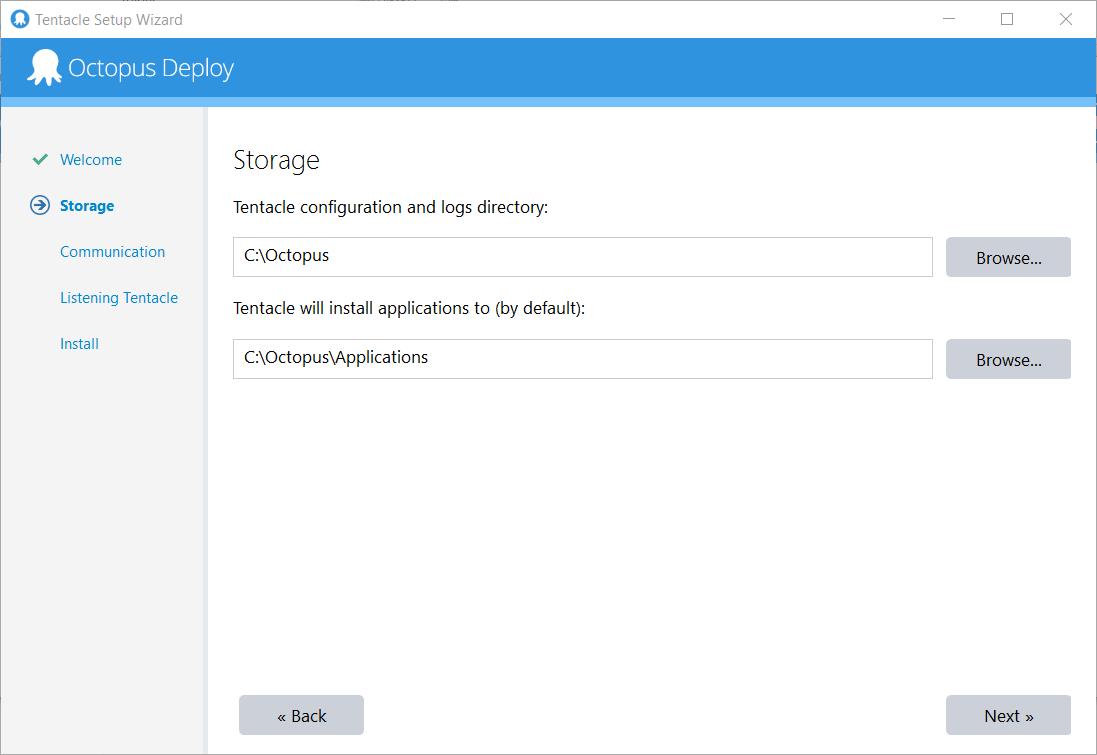 Tentacle Setup Wizard
Octopus Deploy
Welcome
Storage
Communication
Listening Tentacle
Install
Storage
Tentacle configuration and logs directory:
C:\Octopus
Browse...
Tentacle will install applications to (by default):
C:\Octopus\Applications
Browse...
« Back
Next »